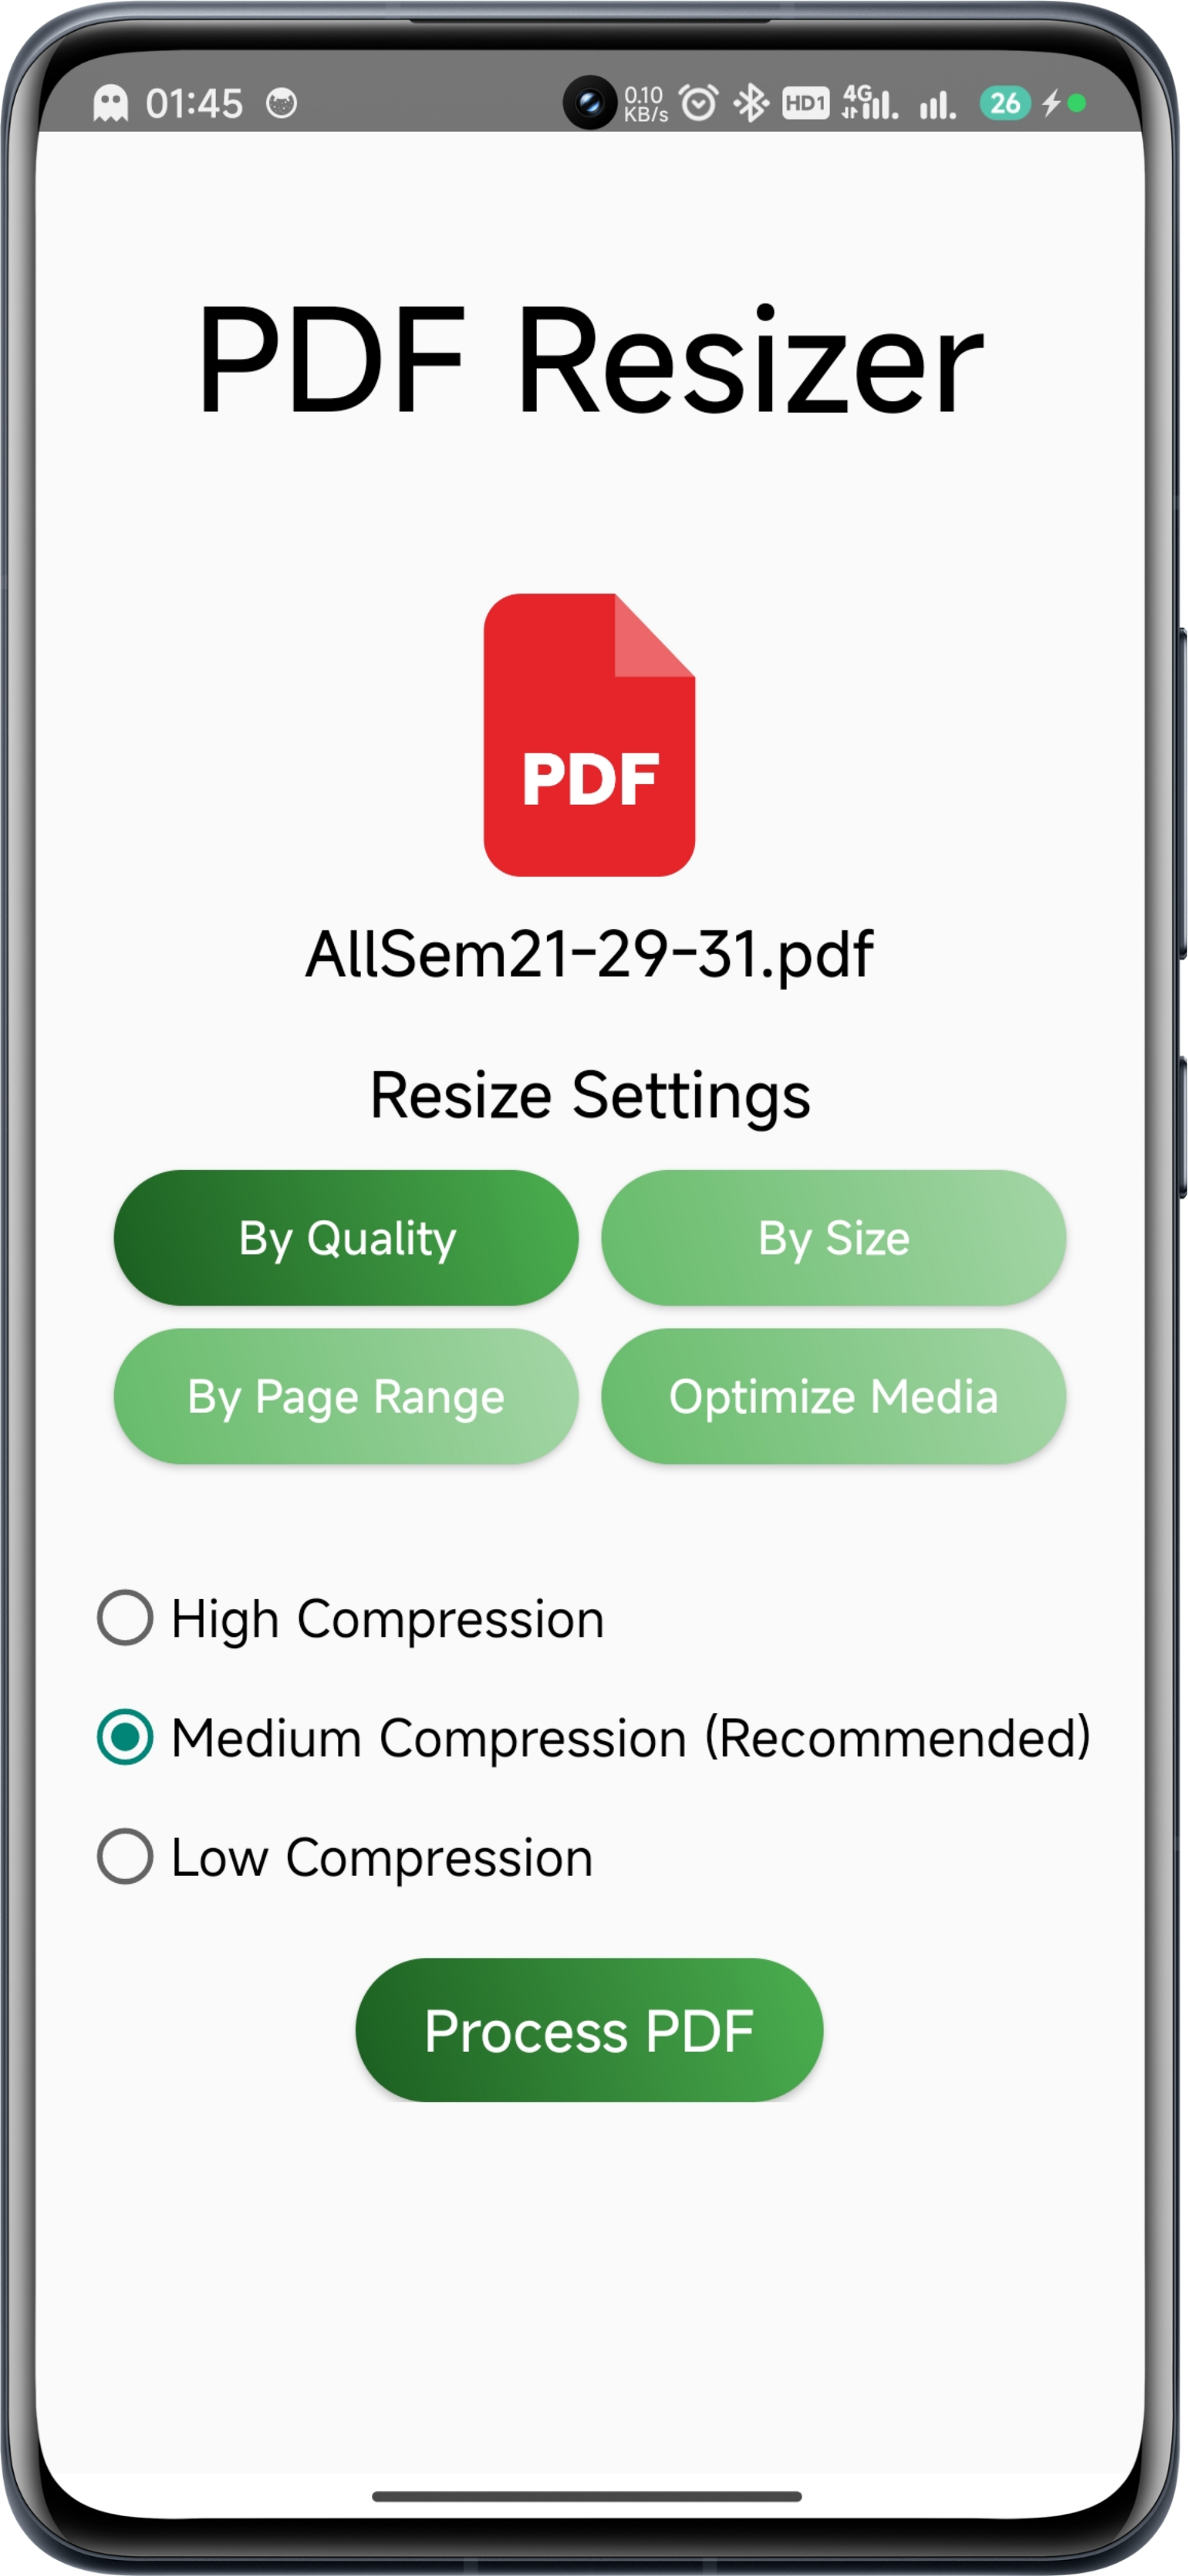 01:45 0.10 KB/s HD1 4G 26
PDF Resizer
PDF
AllSem21-29-31.pdf
Resize Settings
By Quality By Size
By Page Range Optimize Media
High Compression
Medium Compression (Recommended)
Low Compression
Process PDF